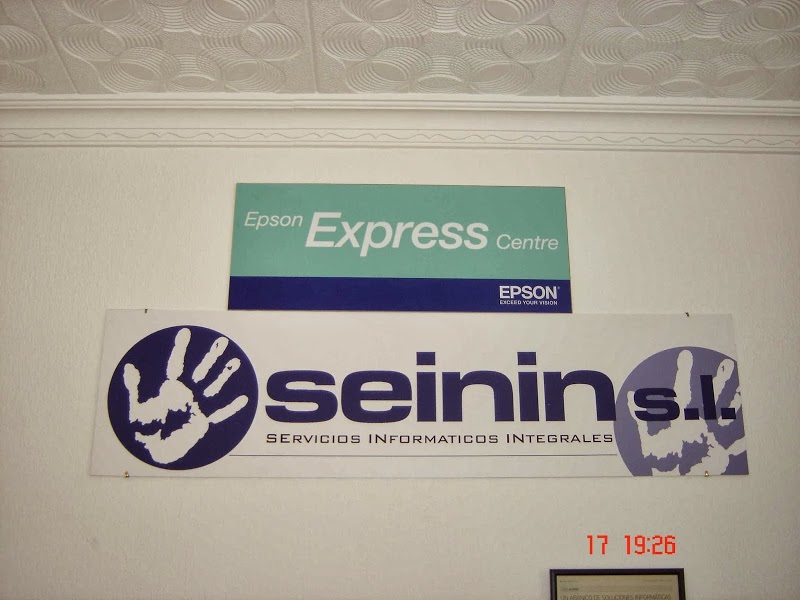 Epson Express Centre
EPSON
EXCEED YOUR VISION
seinin s.l.
SERVICIOS INFORMATICOS INTEGRALES
17 19:26